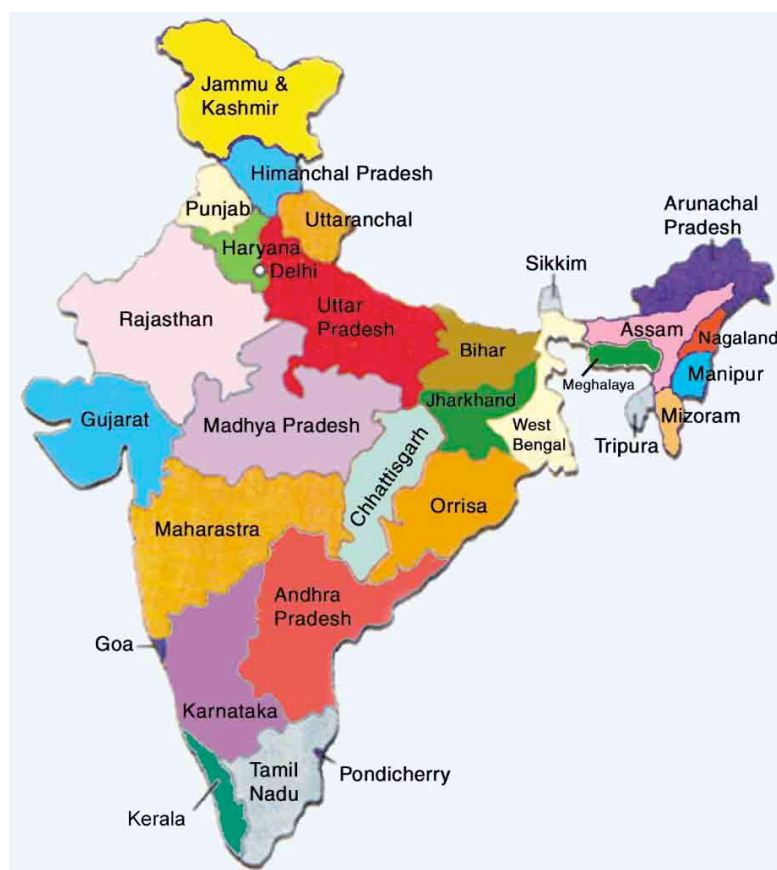 Jammu &
Kashmir
Himanchal Pradesh
Punjab
Uttaranchal
Arunachal
Pradesh
Haryana
Delhi
Sikkim
Rajasthan
Uttar
Pradesh
Assam
Nagaland
Bihar
Meghalaya
Manipur
Gujarat
Madhya Pradesh
Jharkhand
West
Bengal
Tripura
Mizoram
Chhattisgarh
Orrisa
Maharastra
Andhra
Pradesh
Goa
Karnataka
Tamil
Nadu
Pondicherry
Kerala